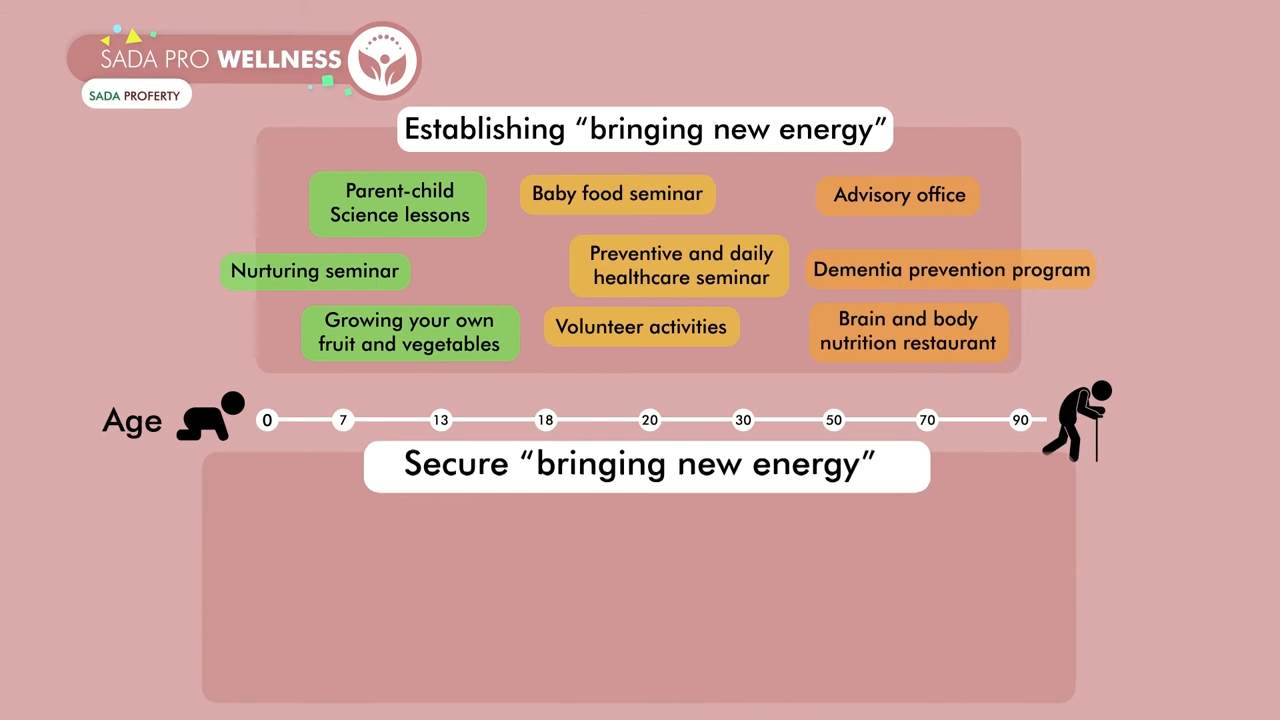 SADA PRO WELLNESS
SADA PROFERTY
Establishing “bringing new energy”
Parent-child
Science lessons
Baby food seminar
Advisory office
Nurturing seminar
Preventive and daily
healthcare seminar
Dementia prevention program
Growing your own
fruit and vegetables
Volunteer activities
Brain and body
nutrition restaurant
Age
0 7 13 18 20 30 50 70 90
Secure “bringing new energy”